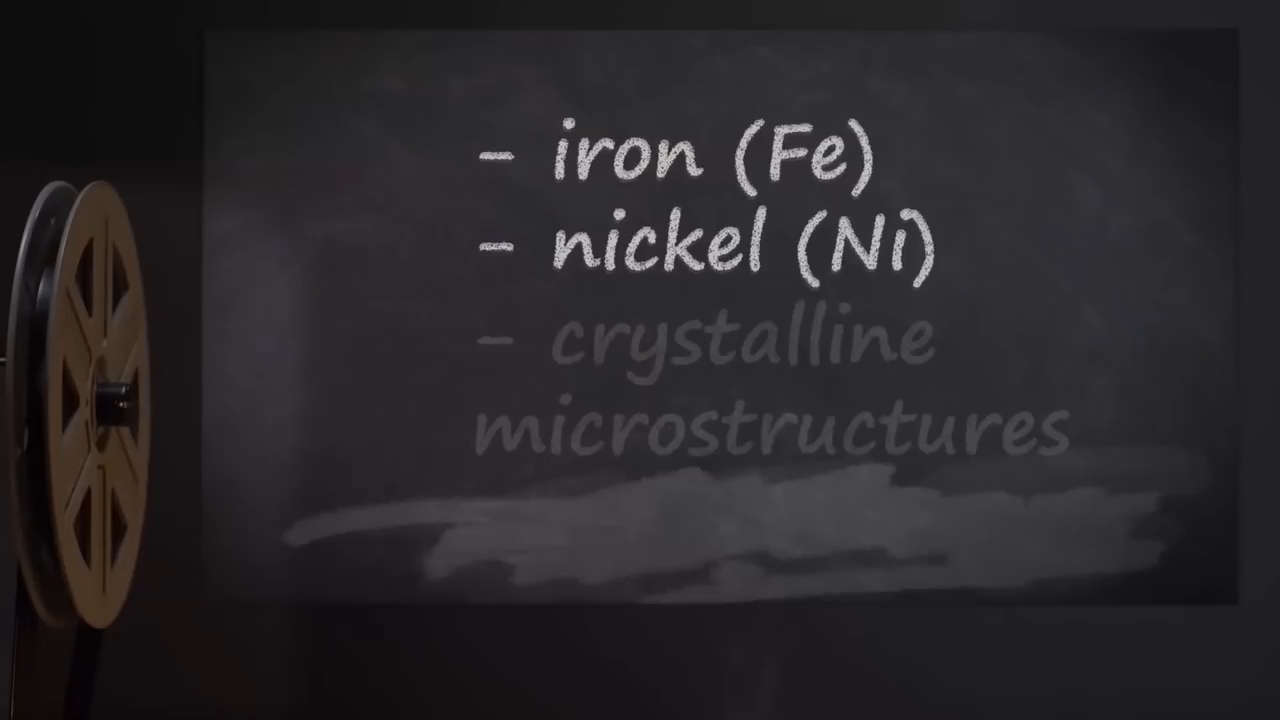 - iron (Fe)
- nickel (Ni)
- crystalline
microstructures